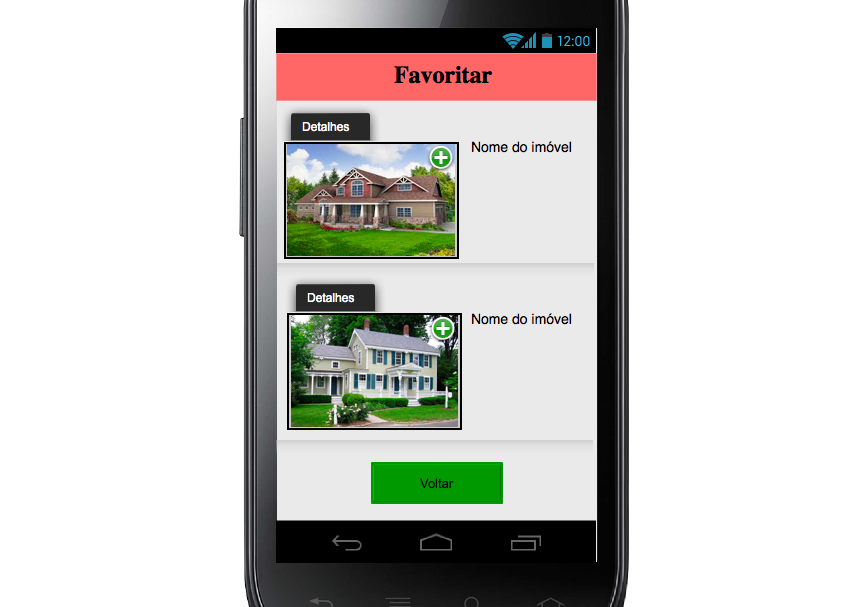 12:00
Favoritar
Detalhes
Nome do imóvel
Detalhes
Nome do imóvel
Voltar